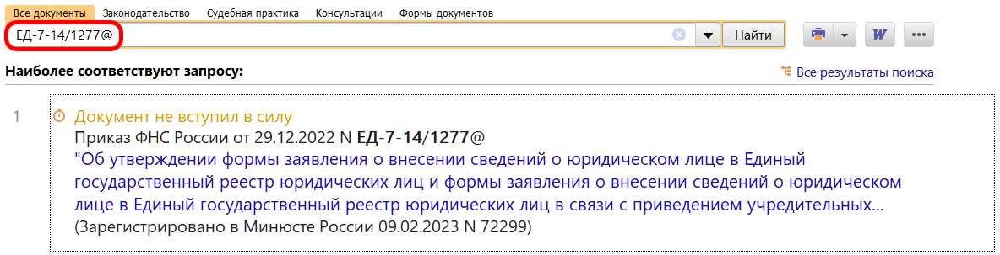 Все документы Законодательство Судебная практика Консультации Формы документов
ЕД-7-14/1277@ Найти W
Наиболее соответствуют запросу: Все результаты поиска
1 Документ не вступил в силу
Приказ ФНС России от 29.12.2022 N ЕД-7-14/1277@
"Об утверждении формы заявления о внесении сведений о юридическом лице в Единый
государственный реестр юридических лиц и формы заявления о внесении сведений о юридическом
лице в Единый государственный реестр юридических лиц в связи с приведением учредительных...
(Зарегистрировано в Минюсте России 09.02.2023 N 72299)